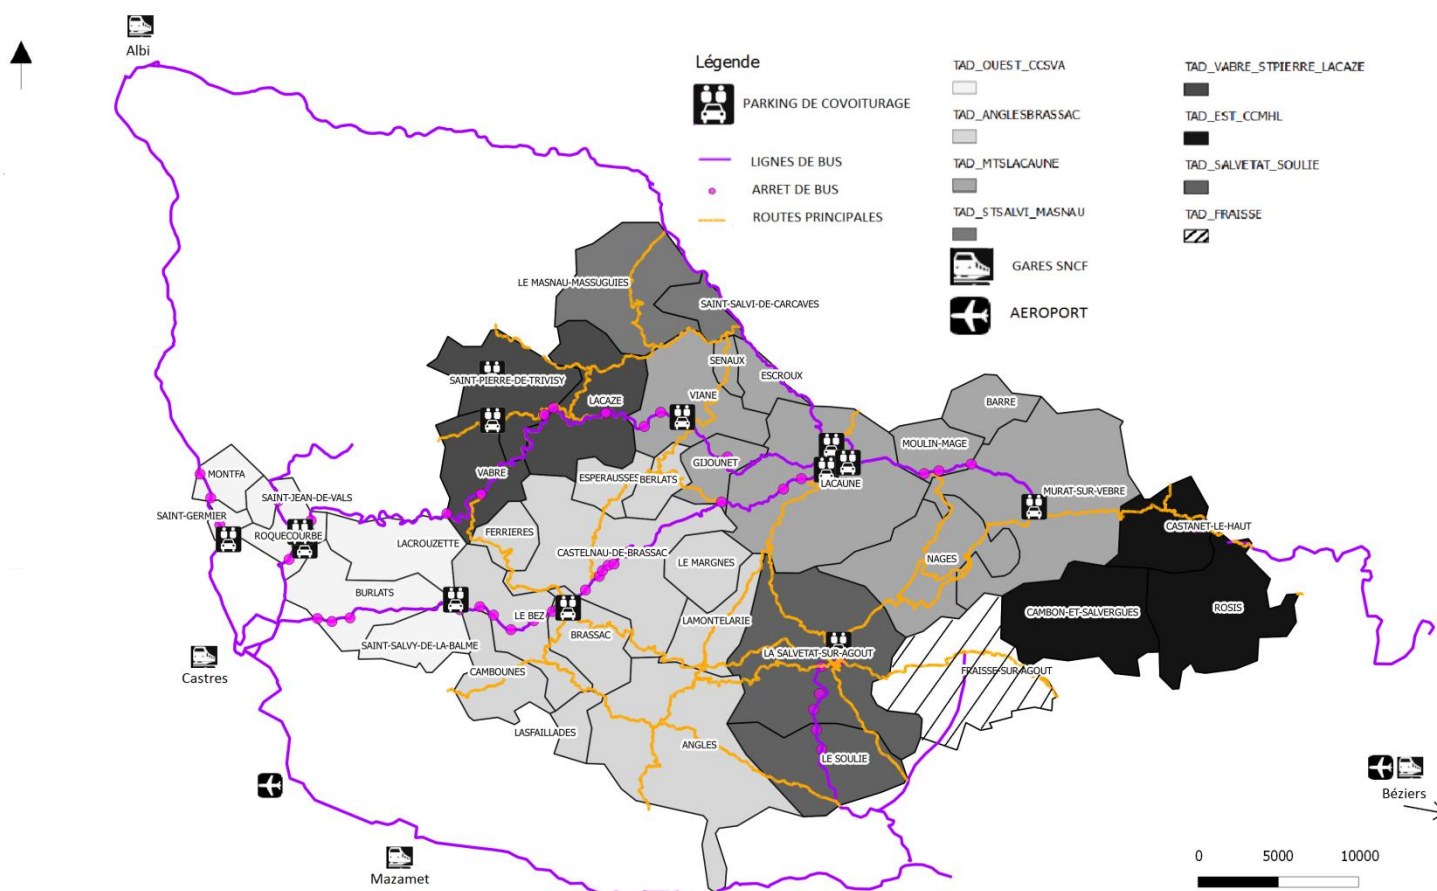 Albi
Légende
PARKING DE COVOITURAGE
LIGNES DE BUS
ARRET DE BUS
ROUTES PRINCIPALES
TAD_OUEST_CCSVA
TAD_ANGLESBRASSAC
TAD_MTSLACAUNE
TAD_STSALVI_MASNAU
GARES SNCF
AEROPORT
TAD_VABRE_STPIERRE_LACAZE
TAD_EST_CCMHL
TAD_SALVETAT_SOULIE
TAD_FRAISSE
LE MASNAU-MASSUGUIES
SAINT-SALVI-DE-CARCAVES
SENAUX
ESCROUX
SAINT-PIERRE-DE-TRIVISY
LACAZE
VIANE
BARRE
MOULIN-MAGE
GIJOUNET
VABRE
ESPERAUSSES
BERLATS
LACAUNE
MURAT-SUR-VEBRE
MONTFA
SAINT-JEAN-DE-VALS
SAINT-GERMIER
ROQUECOURBE
LACROUZETTE
FERRIERES
CASTELNAU-DE-BRASSAC
LE MARGNES
NAGES
CASTANET-LE-HAUT
BURLATS
LE BEZ
BRASSAC
LAMONTELARIE
CAMBON-ET-SALVERGUES
ROSIS
SAINT-SALVY-DE-LA-BALME
CAMBOUNES
LA SALVETAT-SUR-AGOUT
FRAISSE-SUR-AGOUT
Castres
LASFAILLADES
ANGLES
LE SOULIE
Béziers
Mazamet
0 5000 10000